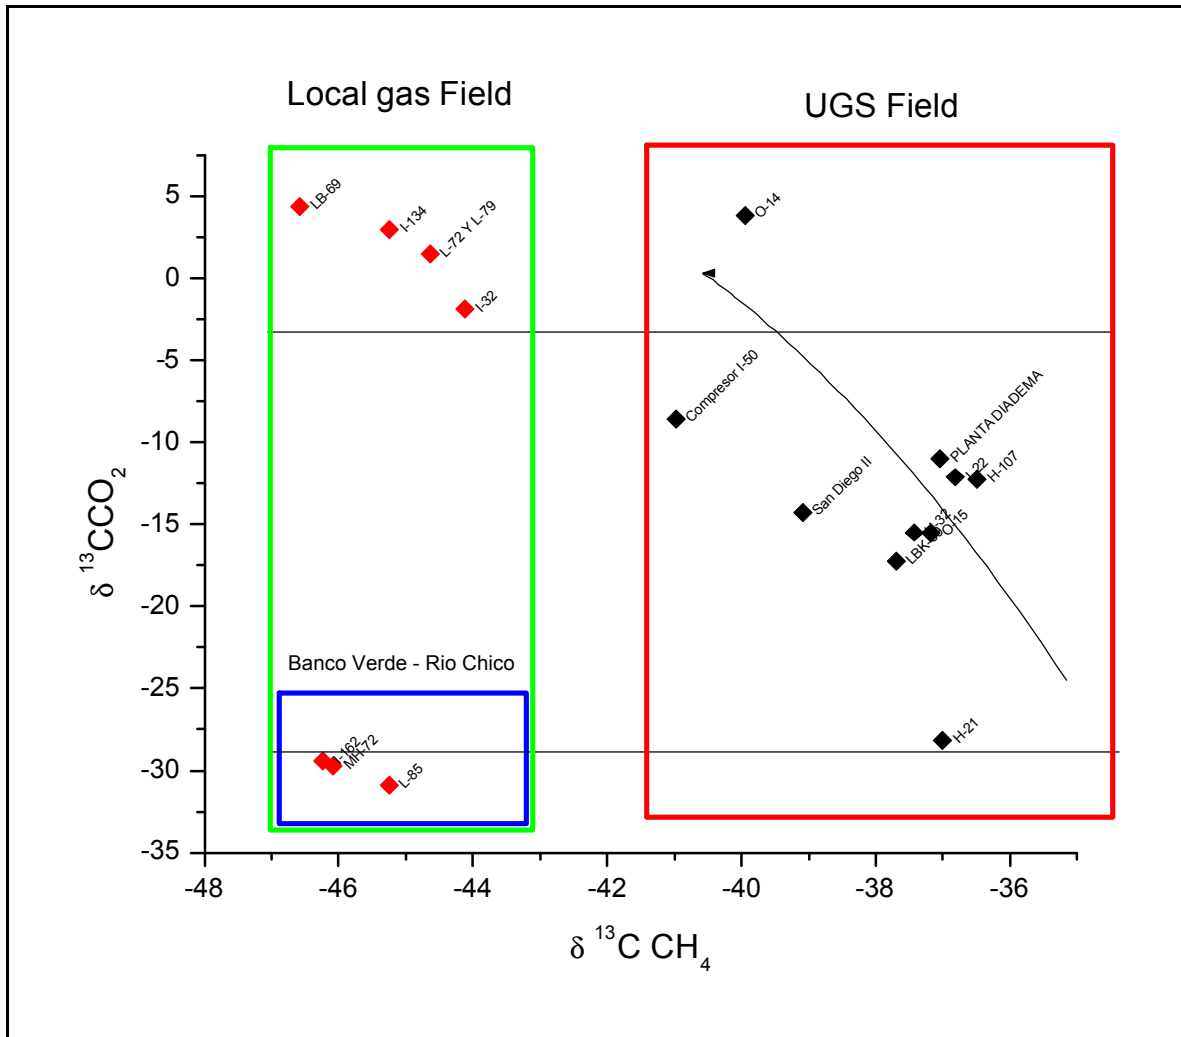 Local gas Field
UGS Field
δ ¹³CCO₂
5
0
-5
-10
-15
-20
-25
-30
-35
LB-69
I-134
L-72 Y L-79
I-32
O-14
Compresor I-50
PLANTA DIADEMA
H-107
San Diego II
O-15
Banco Verde - Rio Chico
MH-72
L-85
H-21
-48
-46
-44
-42
-40
-38
-36
δ ¹³C CH₄